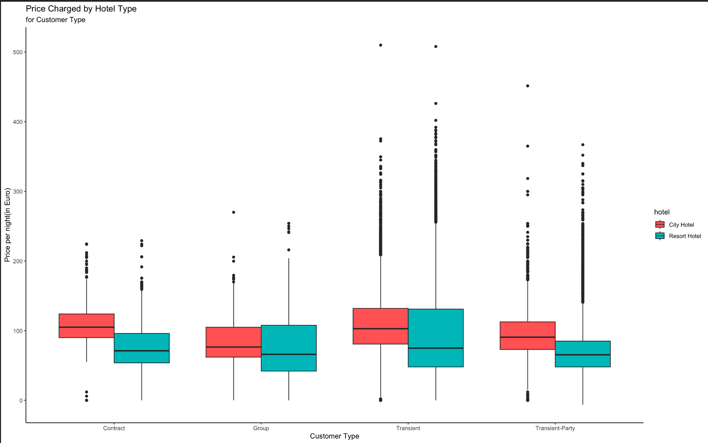 Price Charged by Hotel Type
for Customer Type
Price per night(in Euro)
500
400
300
200
100
0
Contract
Group
Transient
Transient-Party
Customer Type
hotel
City Hotel
Resort Hotel